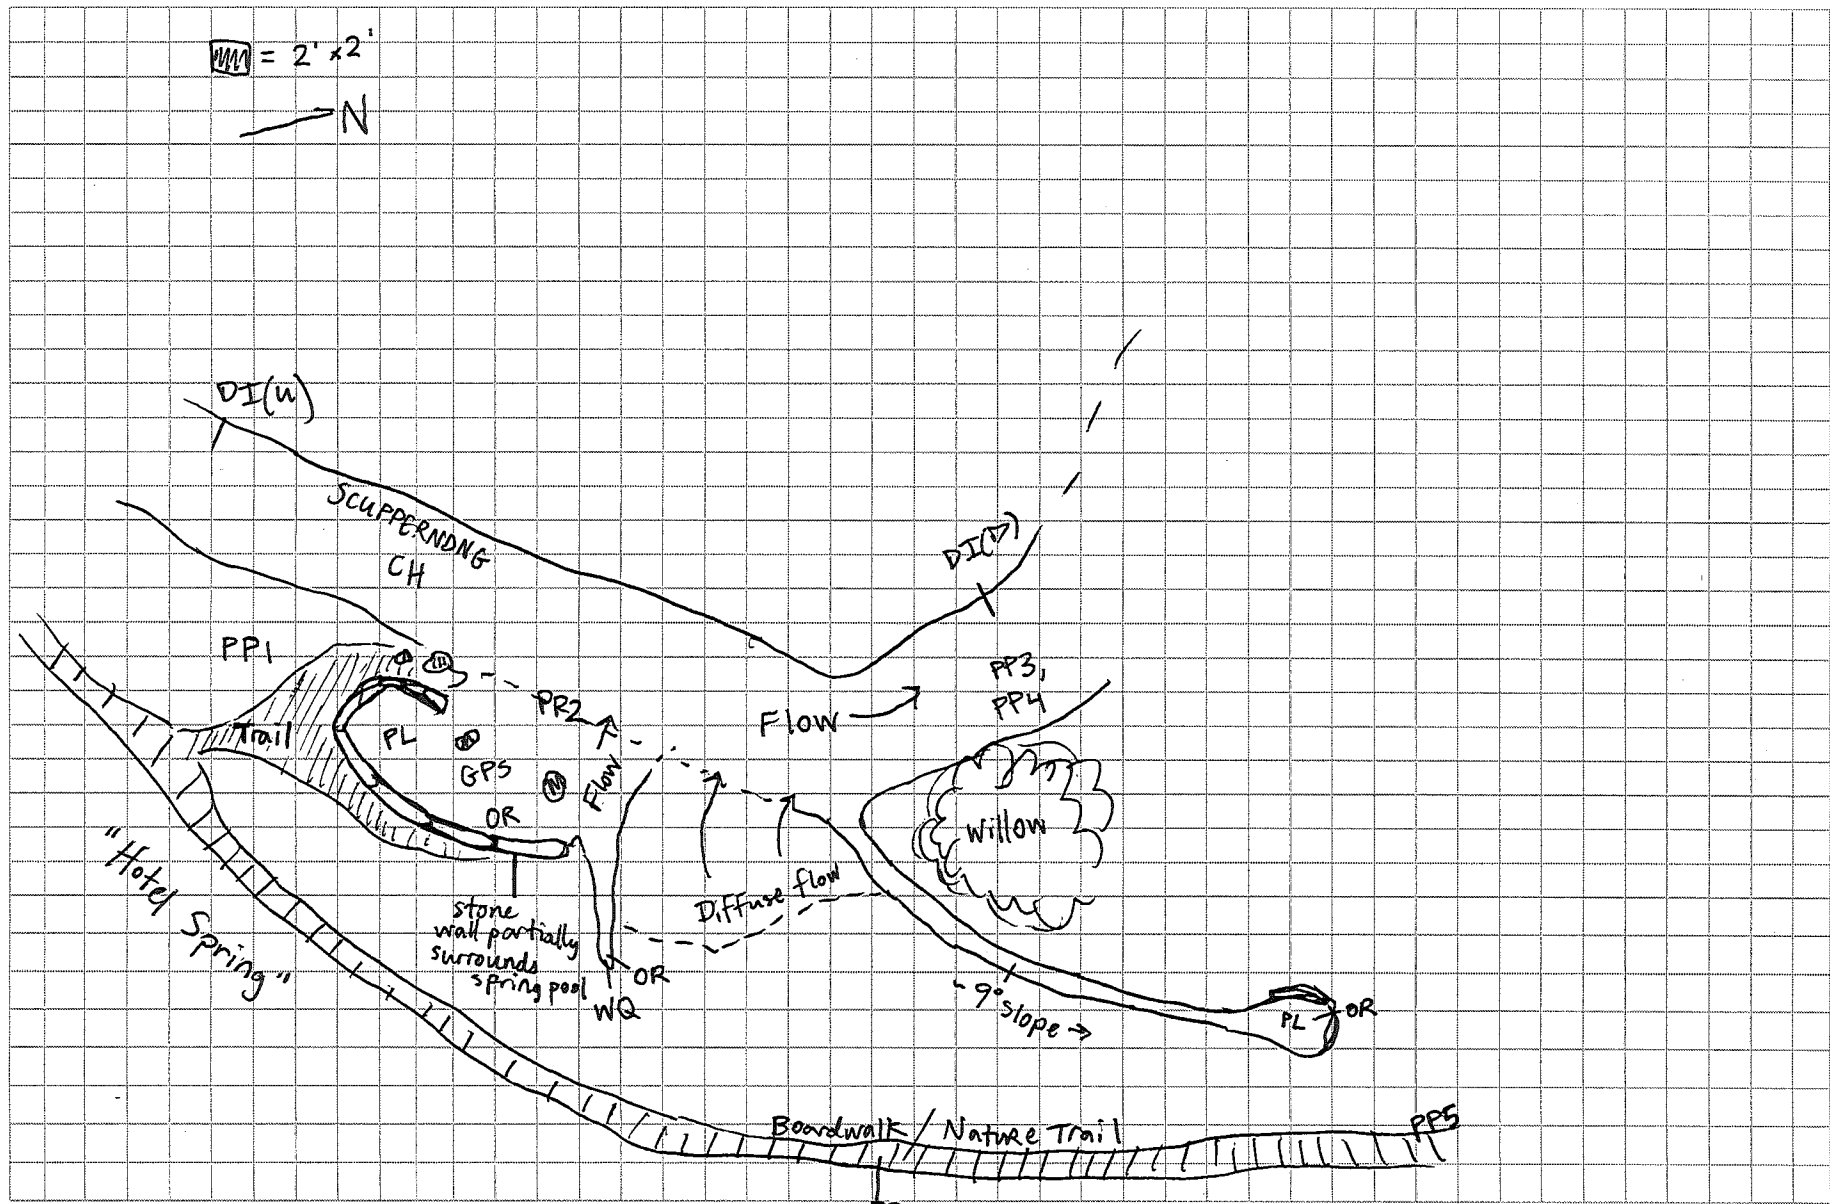 = 2' x 2'
N
DI(U)
SCUPPERNONG
CH
DI(D)
PP1
PP3,
PP4
PR2
Flow
Trail
PL
GPS
Flow
OR
Willow
"Hotel
Spring"
Diffuse flow
stone
wall partially
surrounds
spring pool
OR
WQ
~ 9° slope →
PL
OR
Boardwalk / Nature Trail
PP5